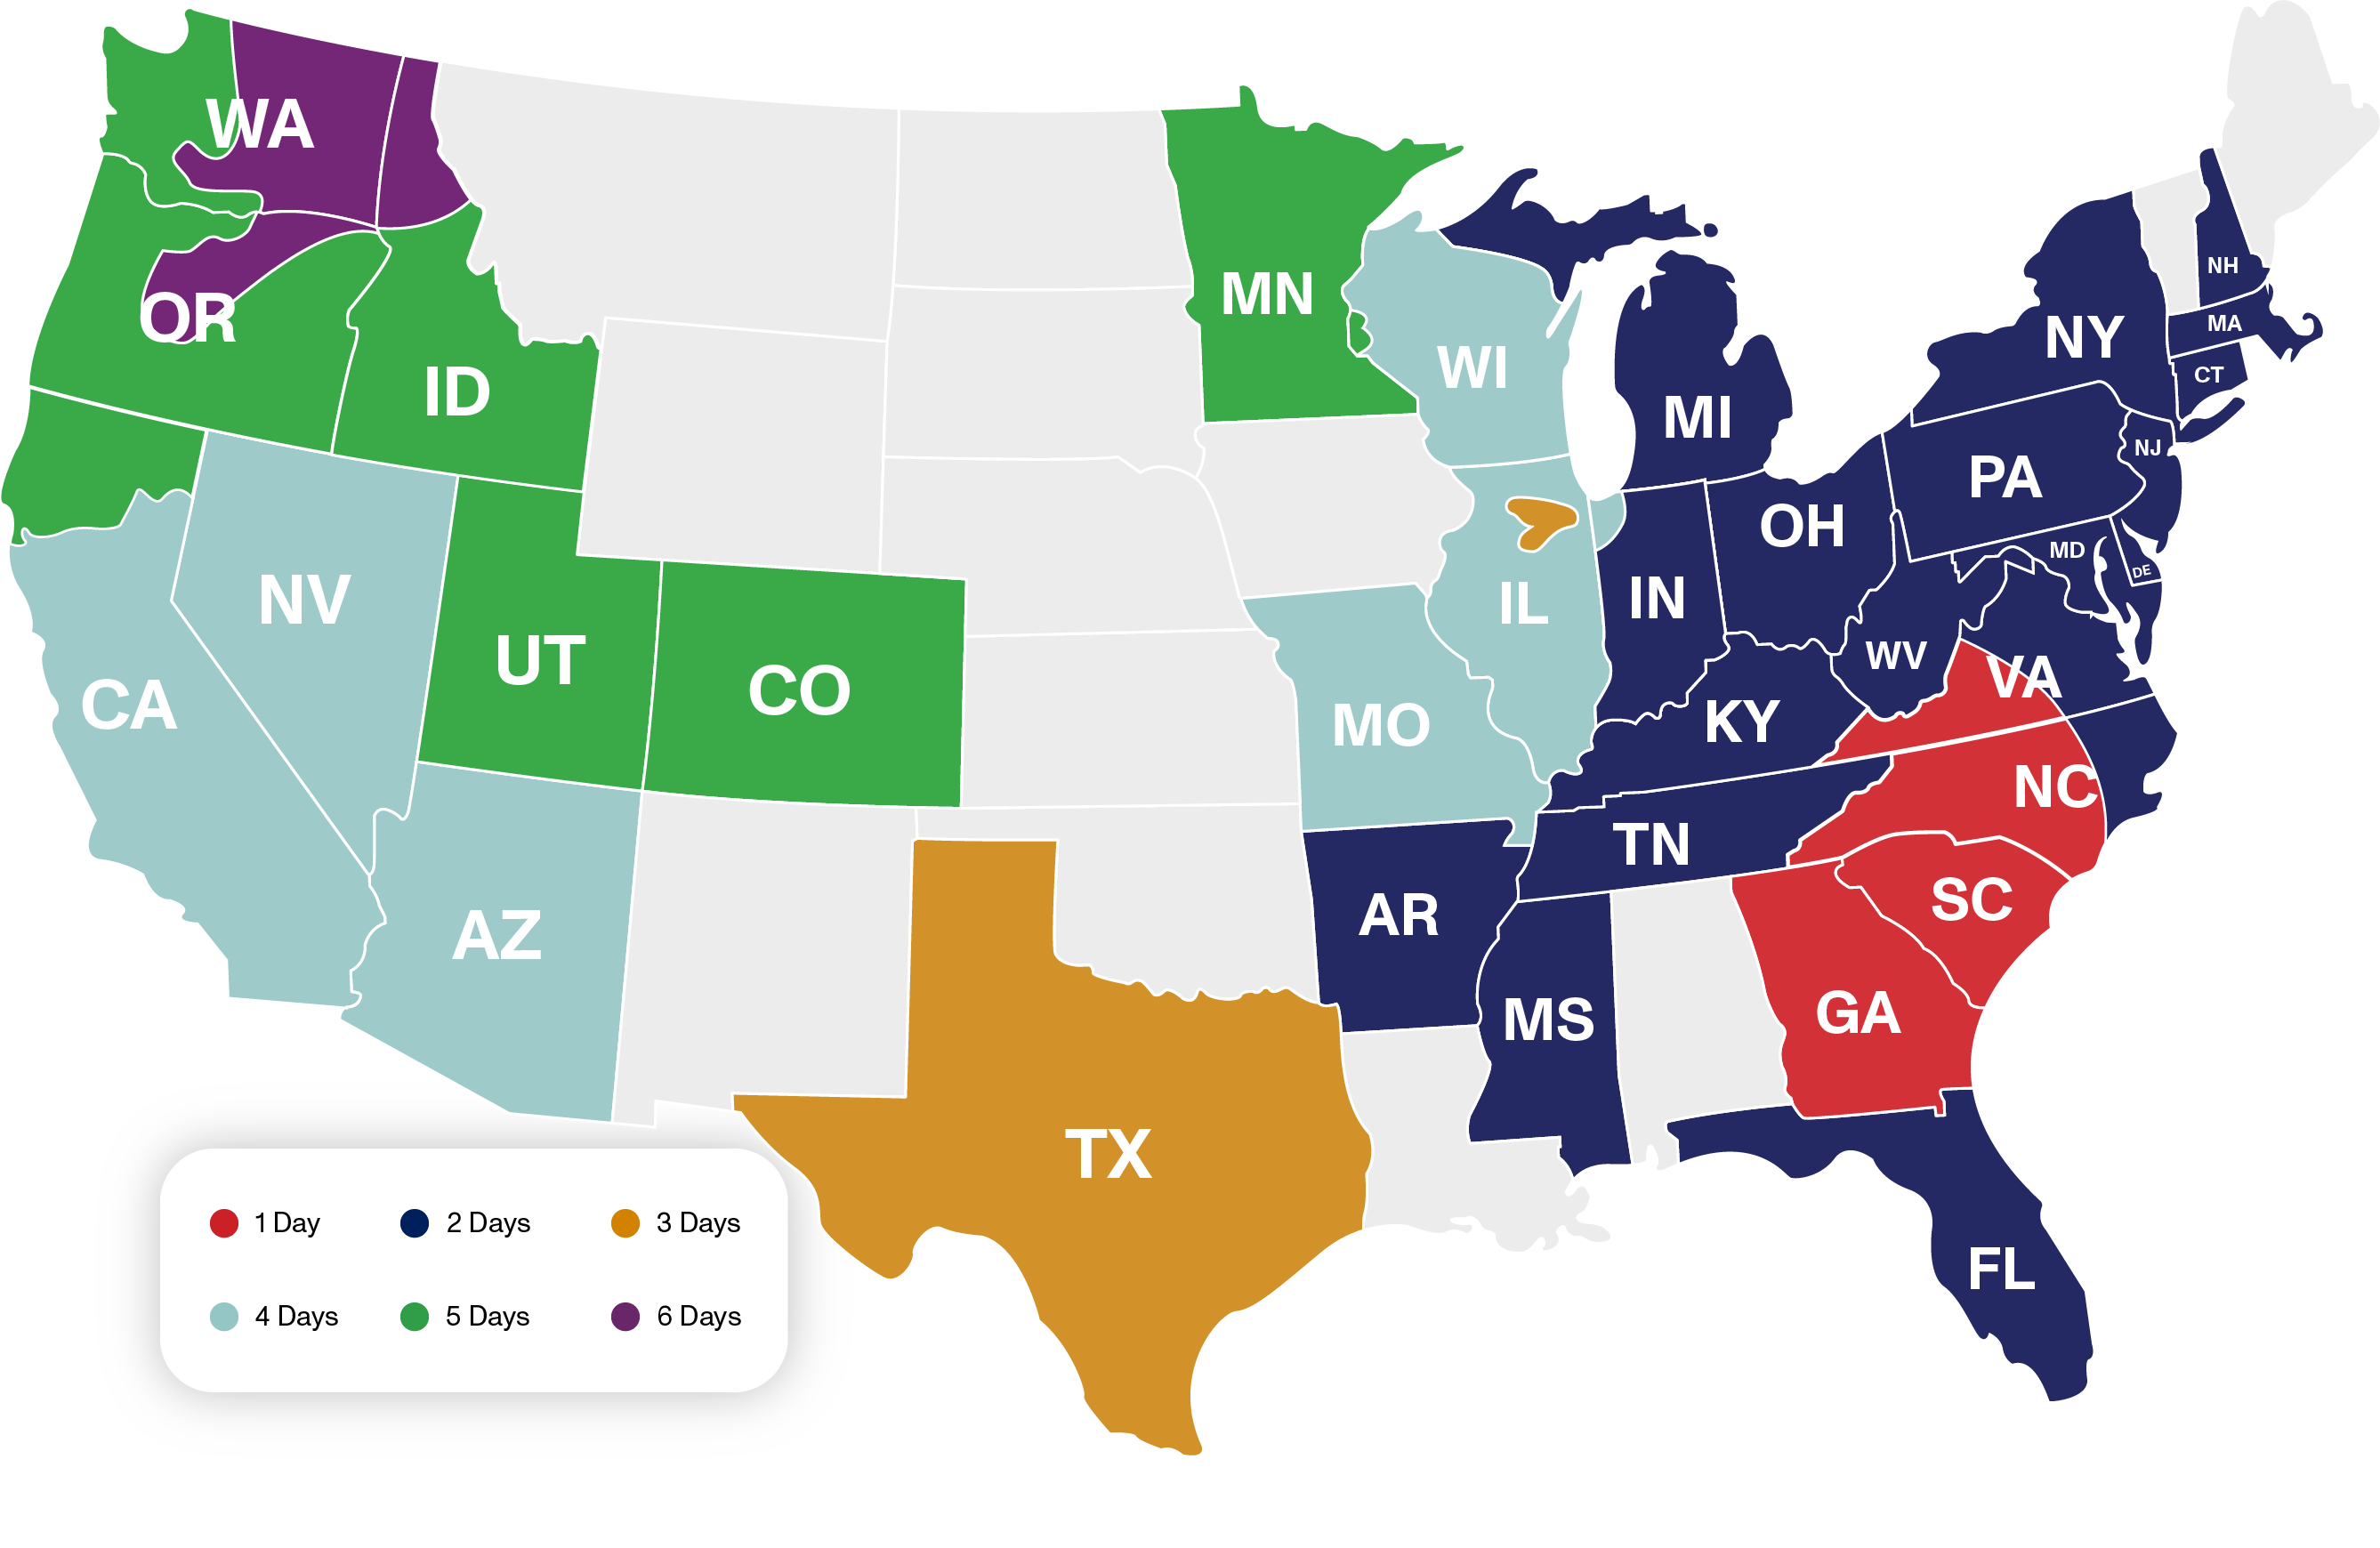 WA
OR
ID
MN
WI
MI
NY
NH
MA
CT
NJ
PA
OH
MD
DE
IN
IL
NV
UT
CO
CA
MO
KY
WV
VA
NC
TN
SC
AR
AZ
MS
GA
TX
FL
1 Day
2 Days
3 Days
4 Days
5 Days
6 Days